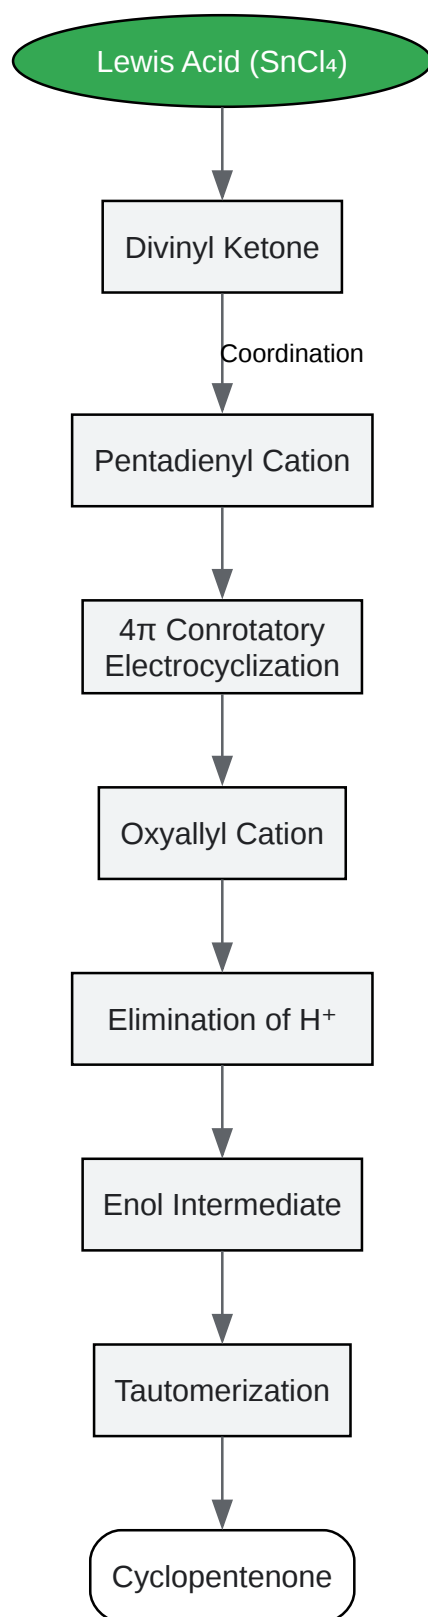 Lewis Acid (SnCl₄)
Divinyl Ketone
Coordination
Pentadienyl Cation
4π Conrotatory
Electrocyclization
Oxyallyl Cation
Elimination of H⁺
Enol Intermediate
Tautomerization
Cyclopentenone